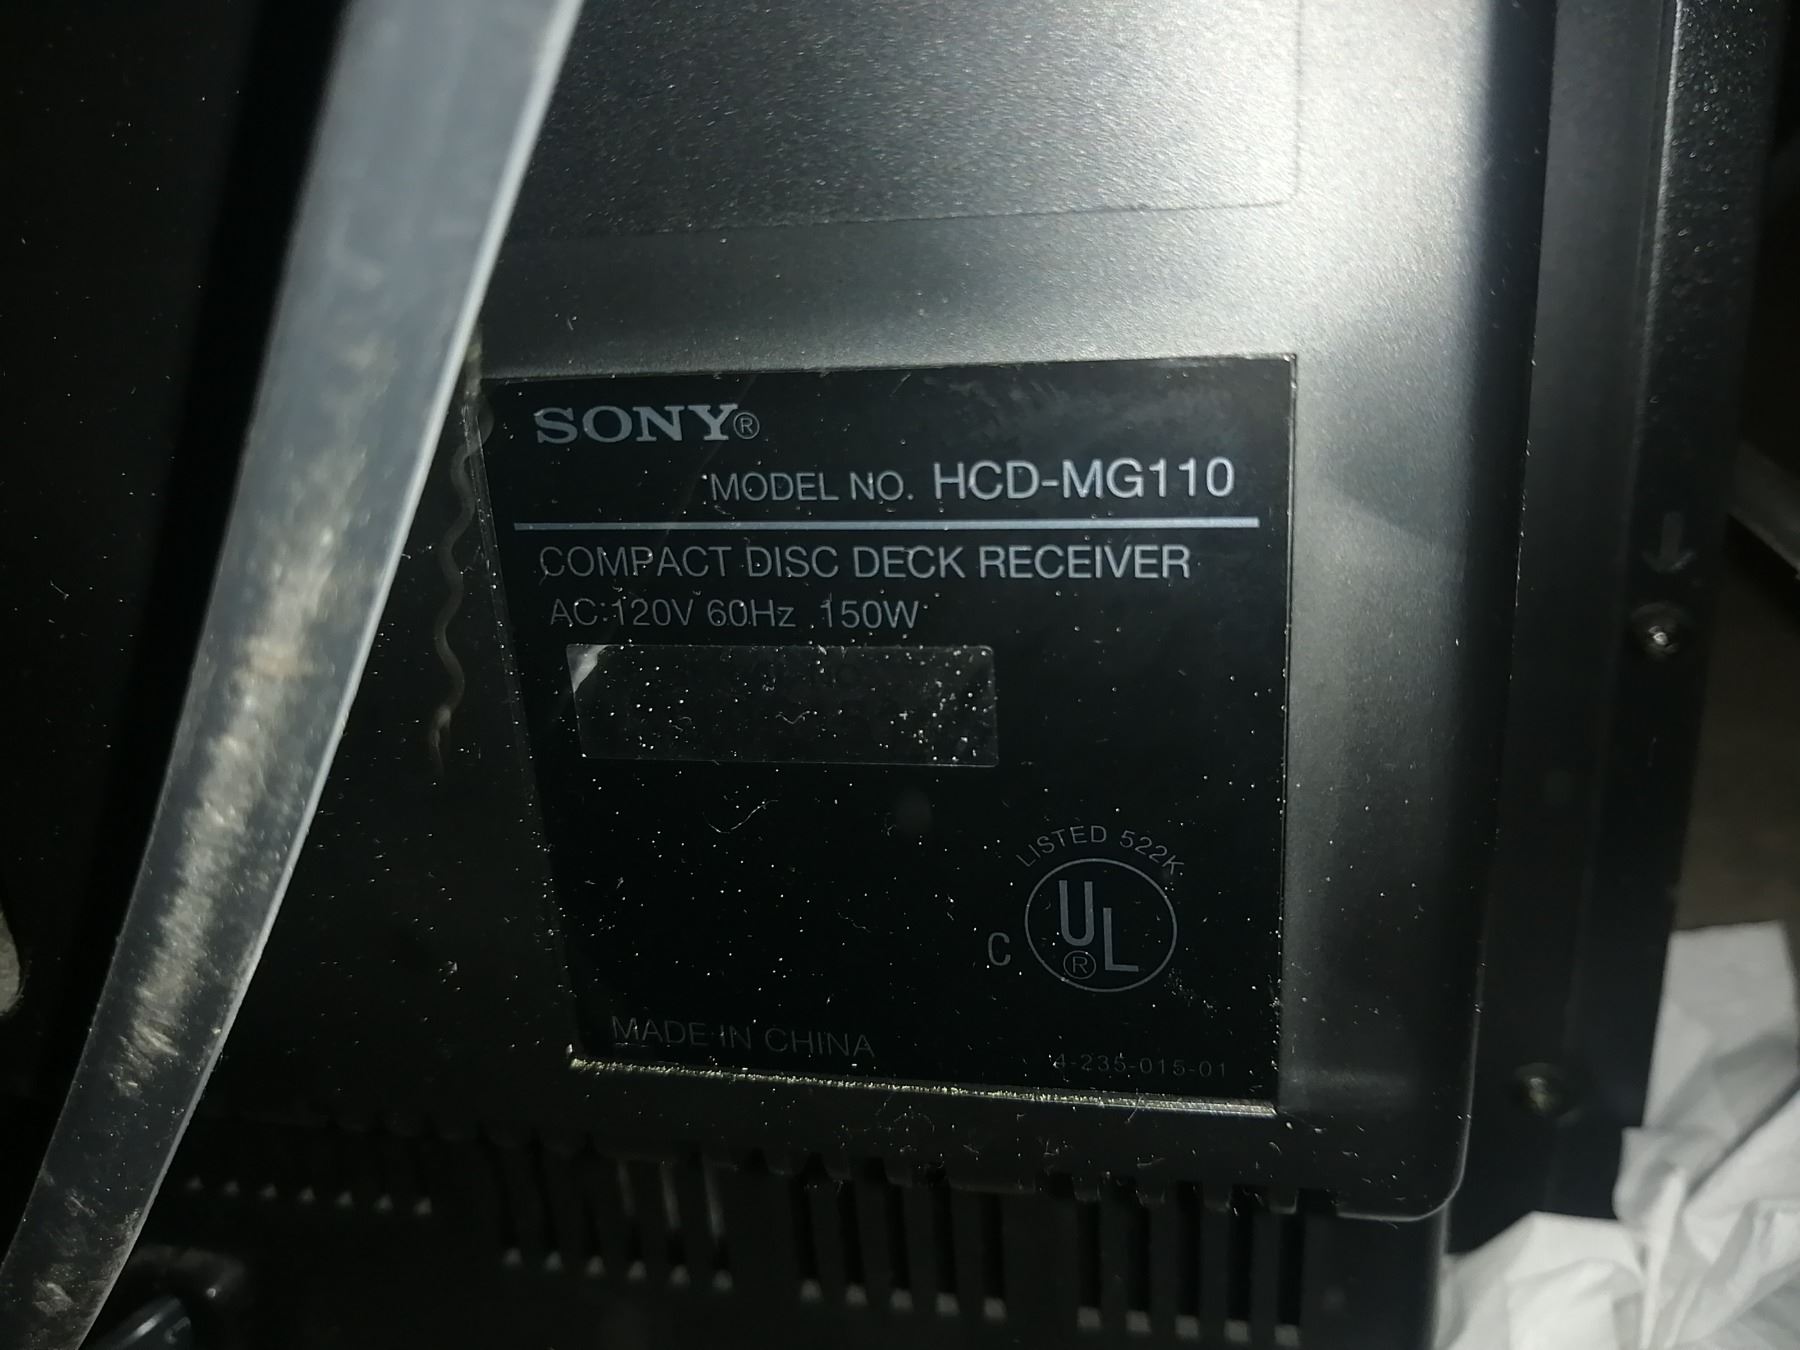 SONY®
MODEL NO. HCD-MG110
COMPACT DISC DECK RECEIVER
AC:120V 60Hz 150W
LISTED 522K
C UL ®
MADE IN CHINA
4-235-015-01